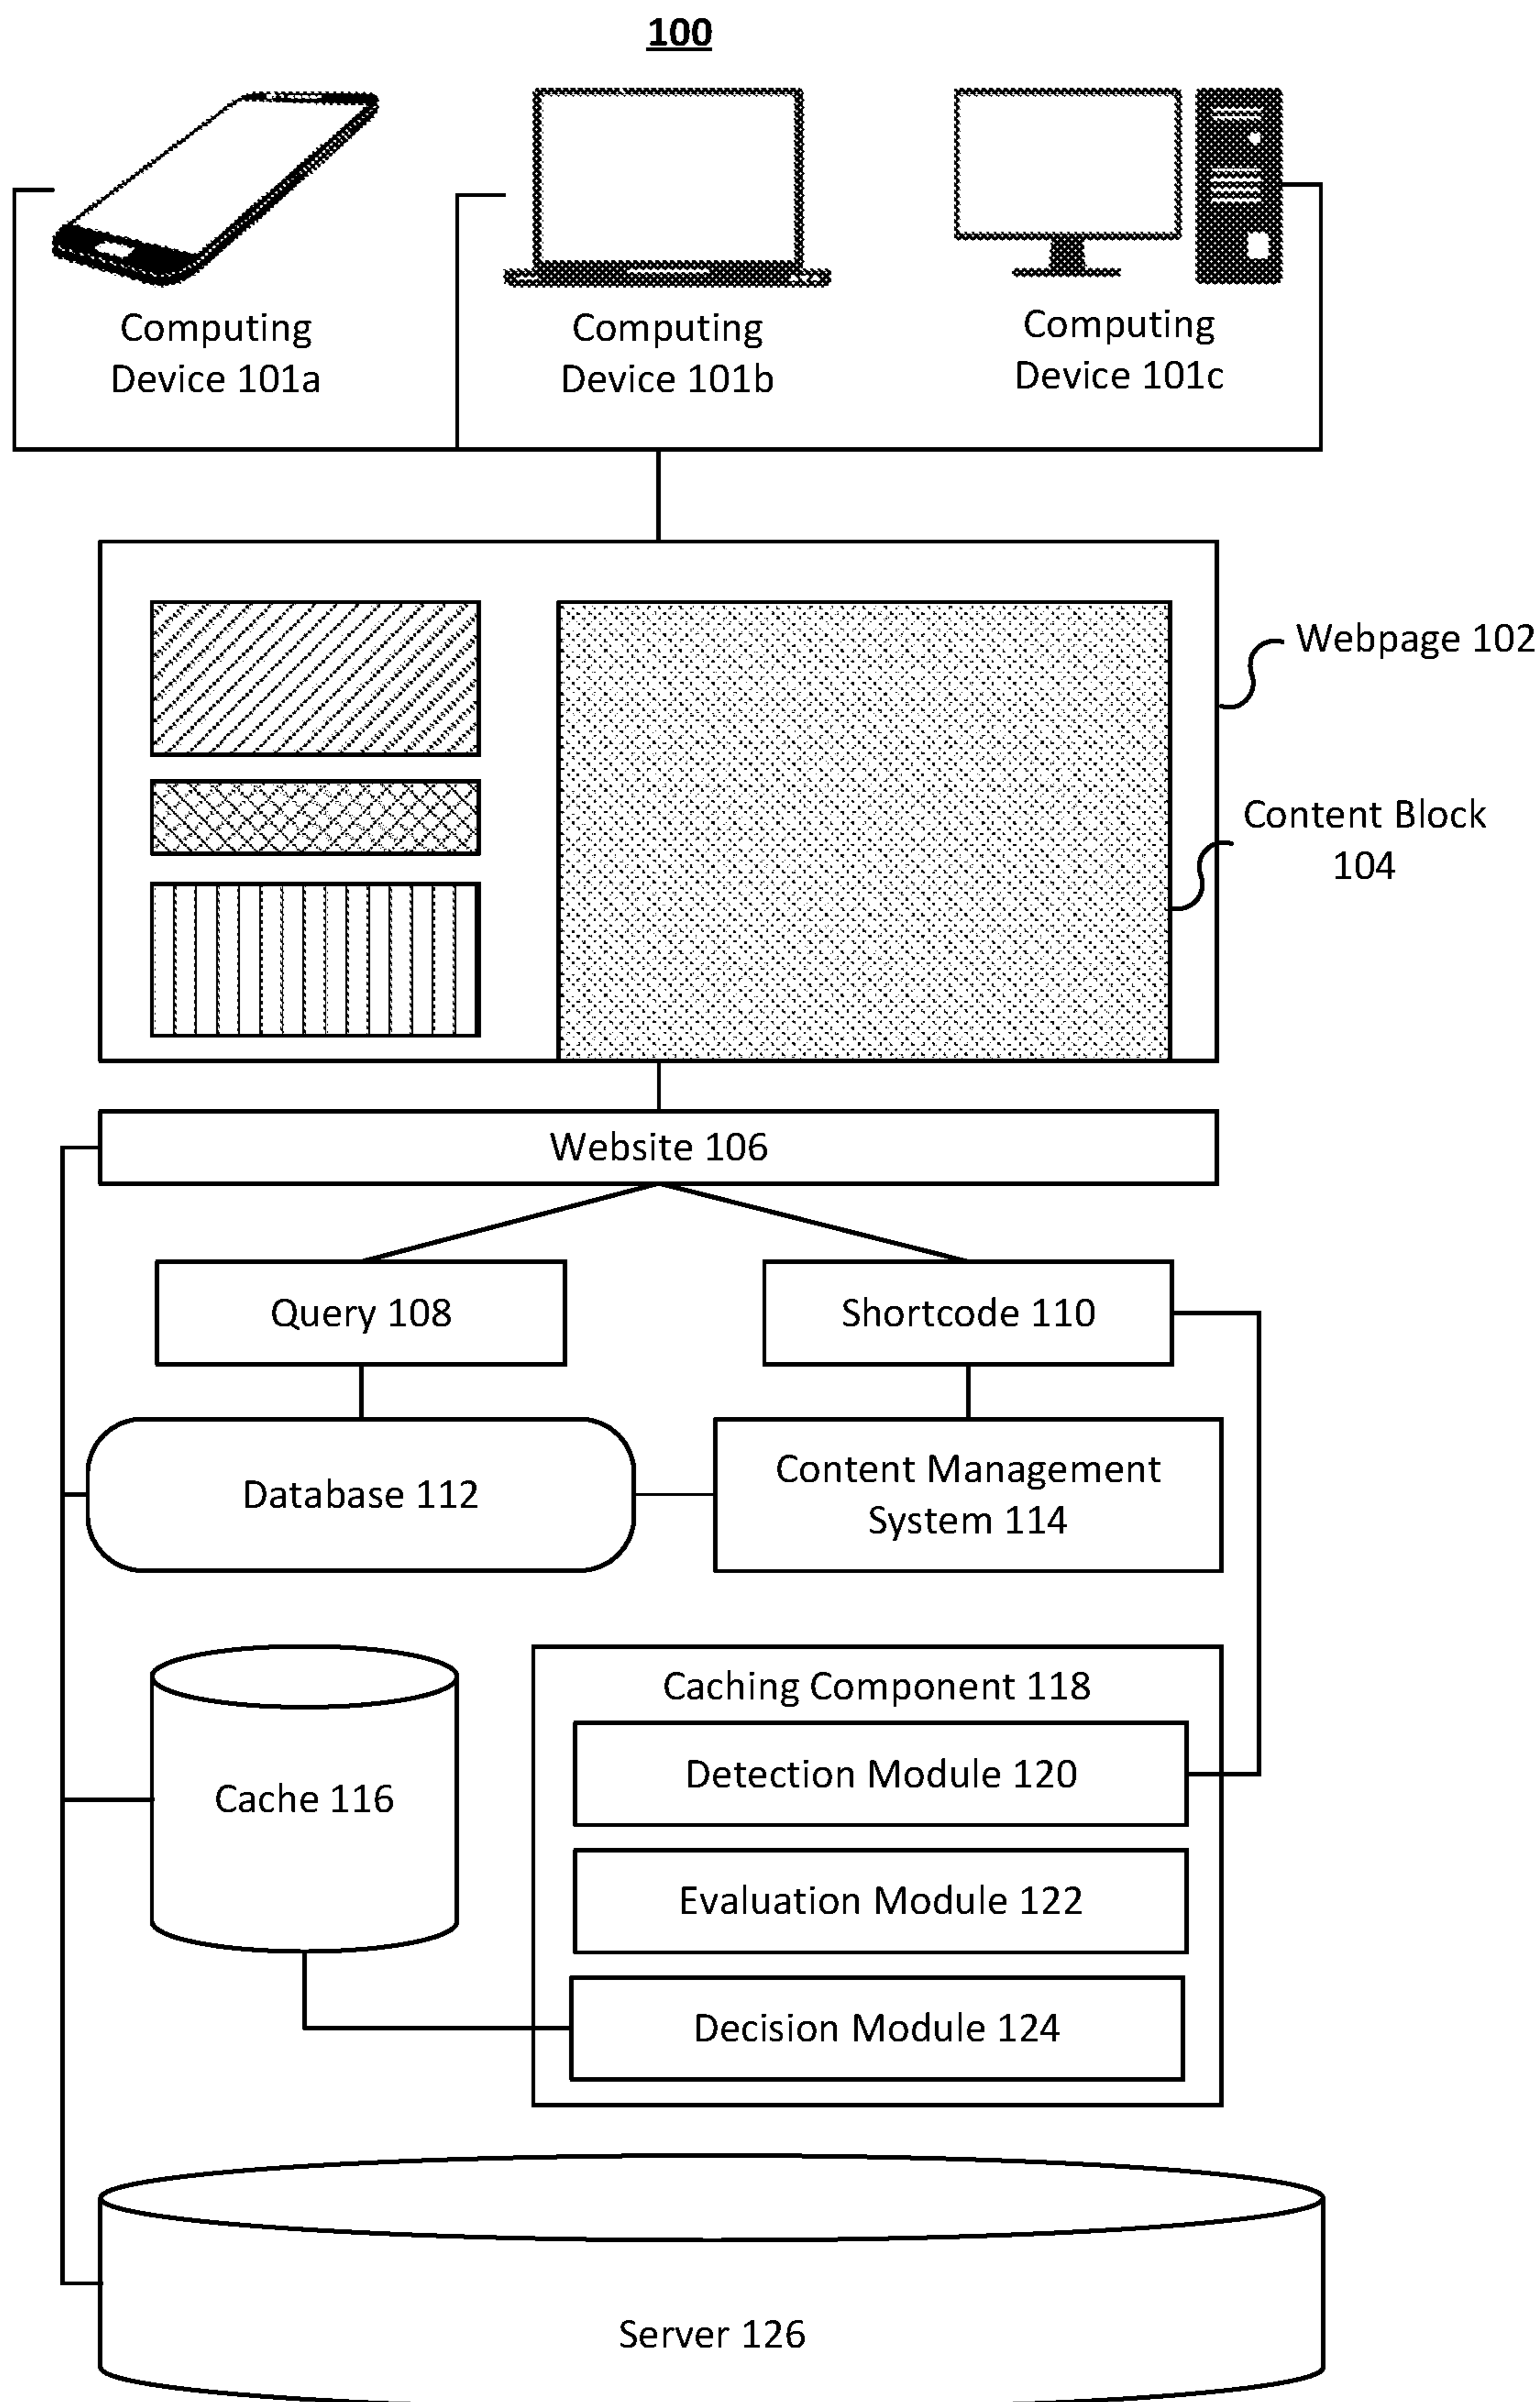 100
Computing
Device 101a
Computing
Device 101b
Computing
Device 101c
Webpage 102
Content Block
104
Website 106
Query 108
Shortcode 110
Database 112
Content Management
System 114
Cache 116
Caching Component 118
Detection Module 120
Evaluation Module 122
Decision Module 124
Server 126